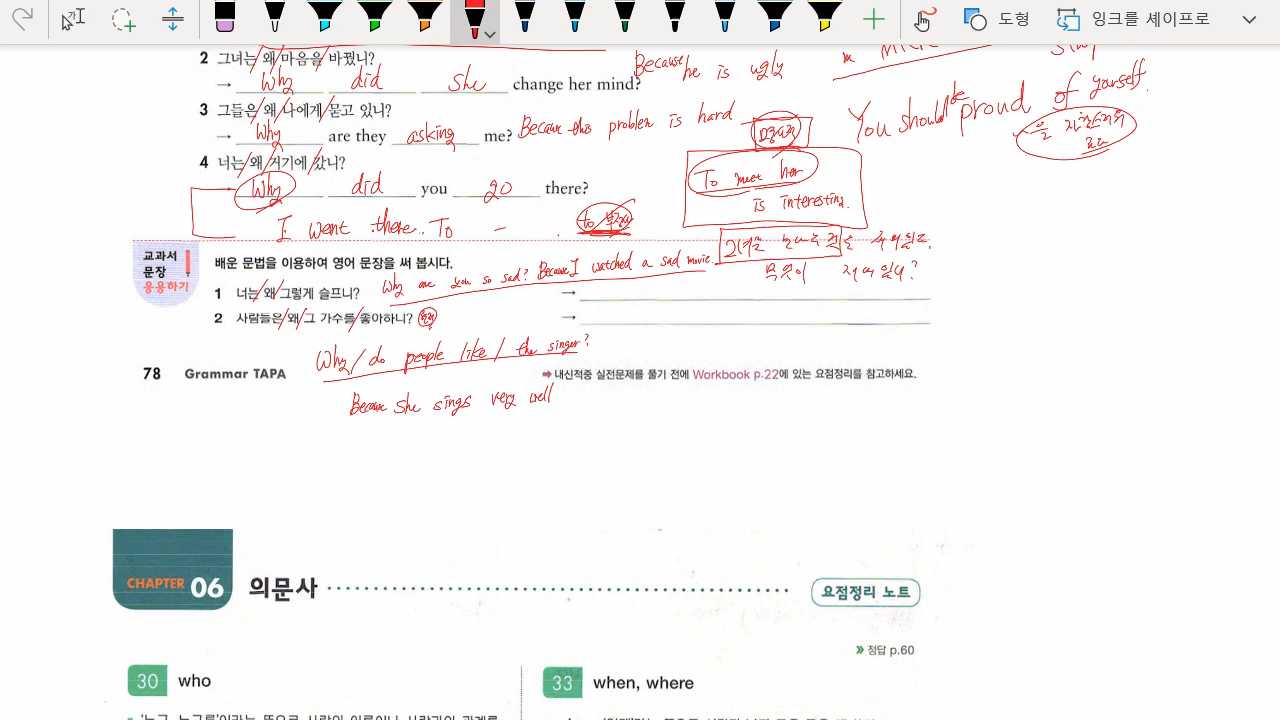 도형 잉크를 셰이프로
2 그녀는/왜/마음을/바꿨니?
→ Why did she change her mind? Because he is ugly
3 그들은/왜/나에게/묻고 있니?
→ Why are they asking me? Because this problem is hard
You should be proud of yourself.
4 너는/왜/거기에/갔니?
→ Why did you go there?
To meet her
is interesting.
I went there. To – .
교과서
문장
응용하기
배운 문법을 이용하여 영어 문장을 써 봅시다.
Why are you so sad? Because I watched a sad movie.
1 너는/왜/그렇게 슬프니? →
2 사람들은/왜/그 가수를/좋아하니? →
Why/do people like/the singer?
78 Grammar TAPA
➡ 내신적중 실전문제를 풀기 전에 Workbook p.22에 있는 요점정리를 참고하세요.
Because she sings very well
CHAPTER 06 의문사 요점정리 노트
» 정답 p.60
30 who
33 when, where